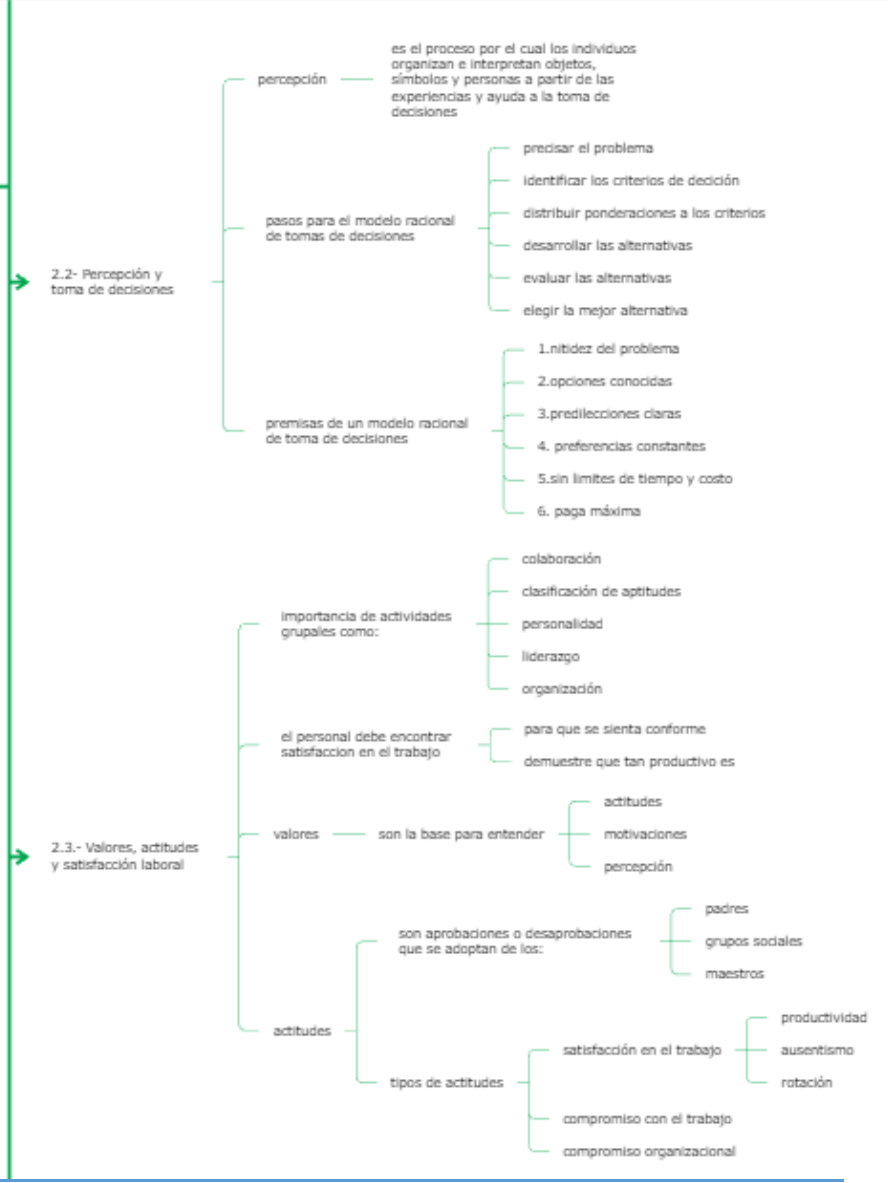 es el proceso por el cual los individuos
organizan e interpretan objetos,
símbolos y personas a partir de las
experiencias y ayuda a la toma de
decisiones
percepción
precisar el problema
identificar los criterios de decición
distribuir ponderaciones a los criterios
desarrollar las alternativas
evaluar las alternativas
elegir la mejor alternativa
pasos para el modelo racional
de tomas de decisiones
2.2- Percepción y
toma de decisiones
1.nitidez del problema
2.opciones conocidas
3.predilecciones claras
4. preferencias constantes
5.sin limites de tiempo y costo
6. paga máxima
premisas de un modelo racional
de toma de decisiones
colaboración
clasificación de aptitudes
personalidad
liderazgo
organización
importancia de actividades
grupales como:
el personal debe encontrar
satisfaccion en el trabajo
para que se sienta conforme
demuestre que tan productivo es
valores
son la base para entender
actitudes
motivaciones
percepción
2.3.- Valores, actitudes
y satisfacción laboral
son aprobaciones o desaprobaciones
que se adoptan de los:
padres
grupos sociales
maestros
actitudes
tipos de actitudes
satisfacción en el trabajo
productividad
ausentismo
rotación
compromiso con el trabajo
compromiso organizacional